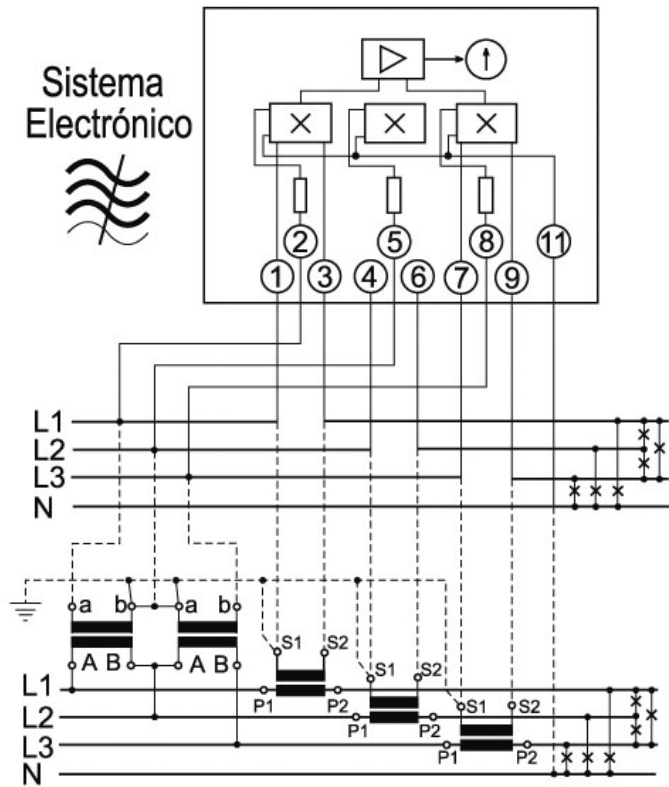 Sistema
Electrónico
2 5 8 11
1 3 4 6 7 9
L1
L2
L3
N
a b a b
S1 S2
A B A B
S1 S2
S1 S2
L1
P1 P2
L2
P1 P2
L3
P1 P2
N